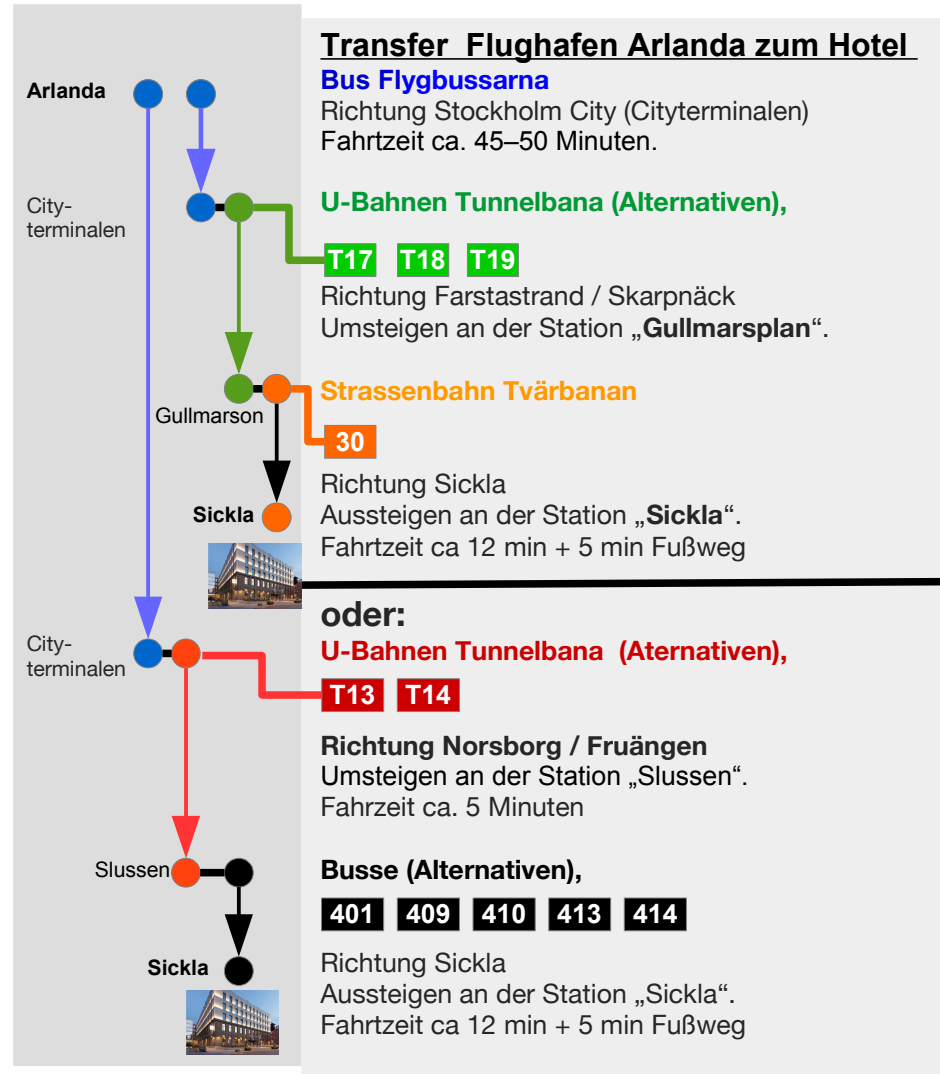 Transfer Flughafen Arlanda zum Hotel
Bus Flygbussarna
Arlanda
Richtung Stockholm City (Cityterminalen)
Fahrtzeit ca. 45–50 Minuten.
City-
terminalen
U-Bahnen Tunnelbana (Alternativen),
T17 T18 T19
Richtung Farstastrand / Skarpnäck
Umsteigen an der Station „Gullmarsplan“.
Gullmarson
Strassenbahn Tvärbanan
30
Richtung Sickla
Sickla
Aussteigen an der Station „Sickla“.
Fahrtzeit ca 12 min + 5 min Fußweg
oder:
City-
terminalen
U-Bahnen Tunnelbana (Aternativen),
T13 T14
Richtung Norsborg / Fruängen
Umsteigen an der Station „Slussen“.
Fahrzeit ca. 5 Minuten
Slussen
Busse (Alternativen),
401 409 410 413 414
Sickla
Richtung Sickla
Aussteigen an der Station „Sickla“.
Fahrtzeit ca 12 min + 5 min Fußweg